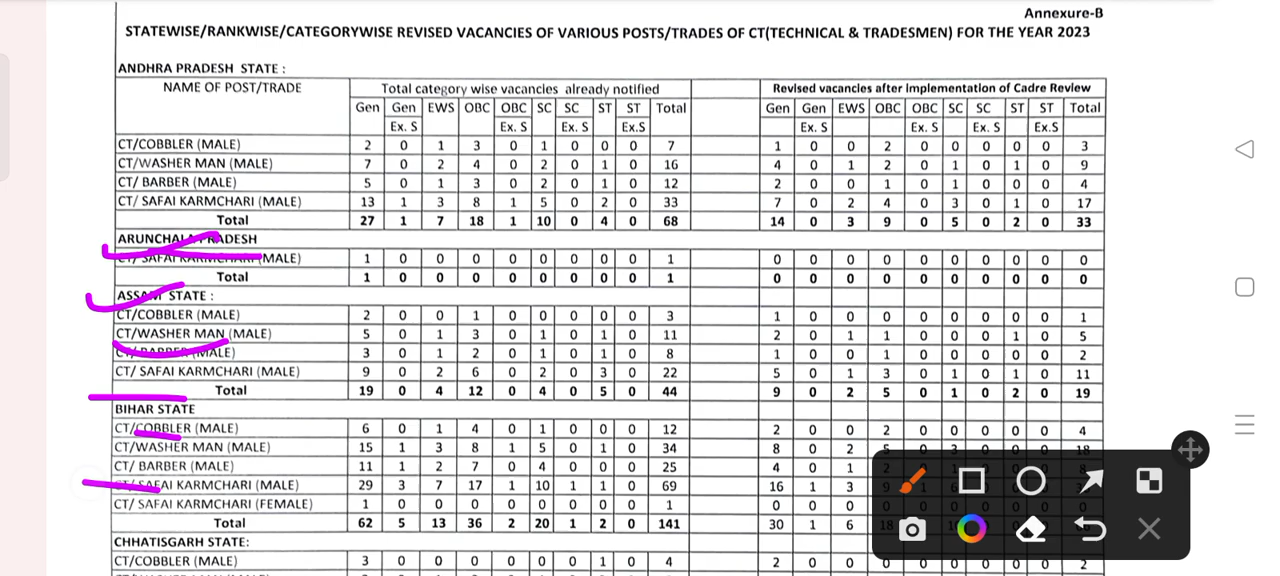 Annexure-B
STATEWISE/RANKWISE/CATEGORYWISE REVISED VACANCIES OF VARIOUS POSTS/TRADES OF CT(TECHNICAL & TRADESMEN) FOR THE YEAR 2023
ANDHRA PRADESH STATE :
NAME OF POST/TRADE Total category wise vacancies already notified Revised vacancies after implementation of Cadre Review
Gen Gen EWS OBC OBC SC SC ST ST Total Gen Gen EWS OBC OBC SC SC ST ST Total
Ex. S Ex. S Ex. S Ex.S Ex. S Ex. S Ex. S Ex.S
CT/COBBLER (MALE) 2 0 1 3 0 1 0 0 0 7 1 0 0 2 0 0 0 0 0 3
CT/WASHER MAN (MALE) 7 0 2 4 0 2 0 1 0 16 4 0 1 2 0 1 0 1 0 9
CT/ BARBER (MALE) 5 0 1 3 0 2 0 1 0 12 2 0 0 1 0 1 0 0 0 4
CT/ SAFAI KARMCHARI (MALE) 13 1 3 8 1 5 0 2 0 33 7 0 2 4 0 3 0 1 0 17
Total 27 1 7 18 1 10 0 4 0 68 14 0 3 9 0 5 0 2 0 33
ARUNCHALA PRADESH
CT/ SAFAI KARMCHARI (MALE) 1 0 0 0 0 0 0 0 0 1 0 0 0 0 0 0 0 0 0 0
Total 1 0 0 0 0 0 0 0 0 1 0 0 0 0 0 0 0 0 0 0
ASSAM STATE :
CT/COBBLER (MALE) 2 0 0 1 0 0 0 0 0 3 1 0 0 0 0 0 0 0 0 1
CT/WASHER MAN (MALE) 5 0 1 3 0 1 0 1 0 11 2 0 1 1 0 0 0 1 0 5
CT/ BARBER (MALE) 3 0 1 2 0 1 0 1 0 8 1 0 0 1 0 0 0 0 0 2
CT/ SAFAI KARMCHARI (MALE) 9 0 2 6 0 2 0 3 0 22 5 0 1 3 0 1 0 1 0 11
Total 19 0 4 12 0 4 0 5 0 44 9 0 2 5 0 1 0 2 0 19
BIHAR STATE
CT/COBBLER (MALE) 6 0 1 4 0 1 0 0 0 12 2 0 0 2 0 0 0 0 0 4
CT/WASHER MAN (MALE) 15 1 3 8 1 5 0 1 0 34 8 0 2 5 0 3 0 0 0 18
CT/ BARBER (MALE) 11 1 2 7 0 4 0 0 0 25 4 0 1
CT/ SAFAI KARMCHARI (MALE) 29 3 7 17 1 10 1 1 0 69 16 1 3 9
CT/ SAFAI KARMCHARI (FEMALE) 1 0 0 0 0 0 0 0 0 1 0 0 0 0
Total 62 5 13 36 2 20 1 2 0 141 30 1 6 18
CHHATISGARH STATE:
CT/COBBLER (MALE) 3 0 0 0 0 0 0 1 0 4 2 0 0 0 0 0 0 0 0 2